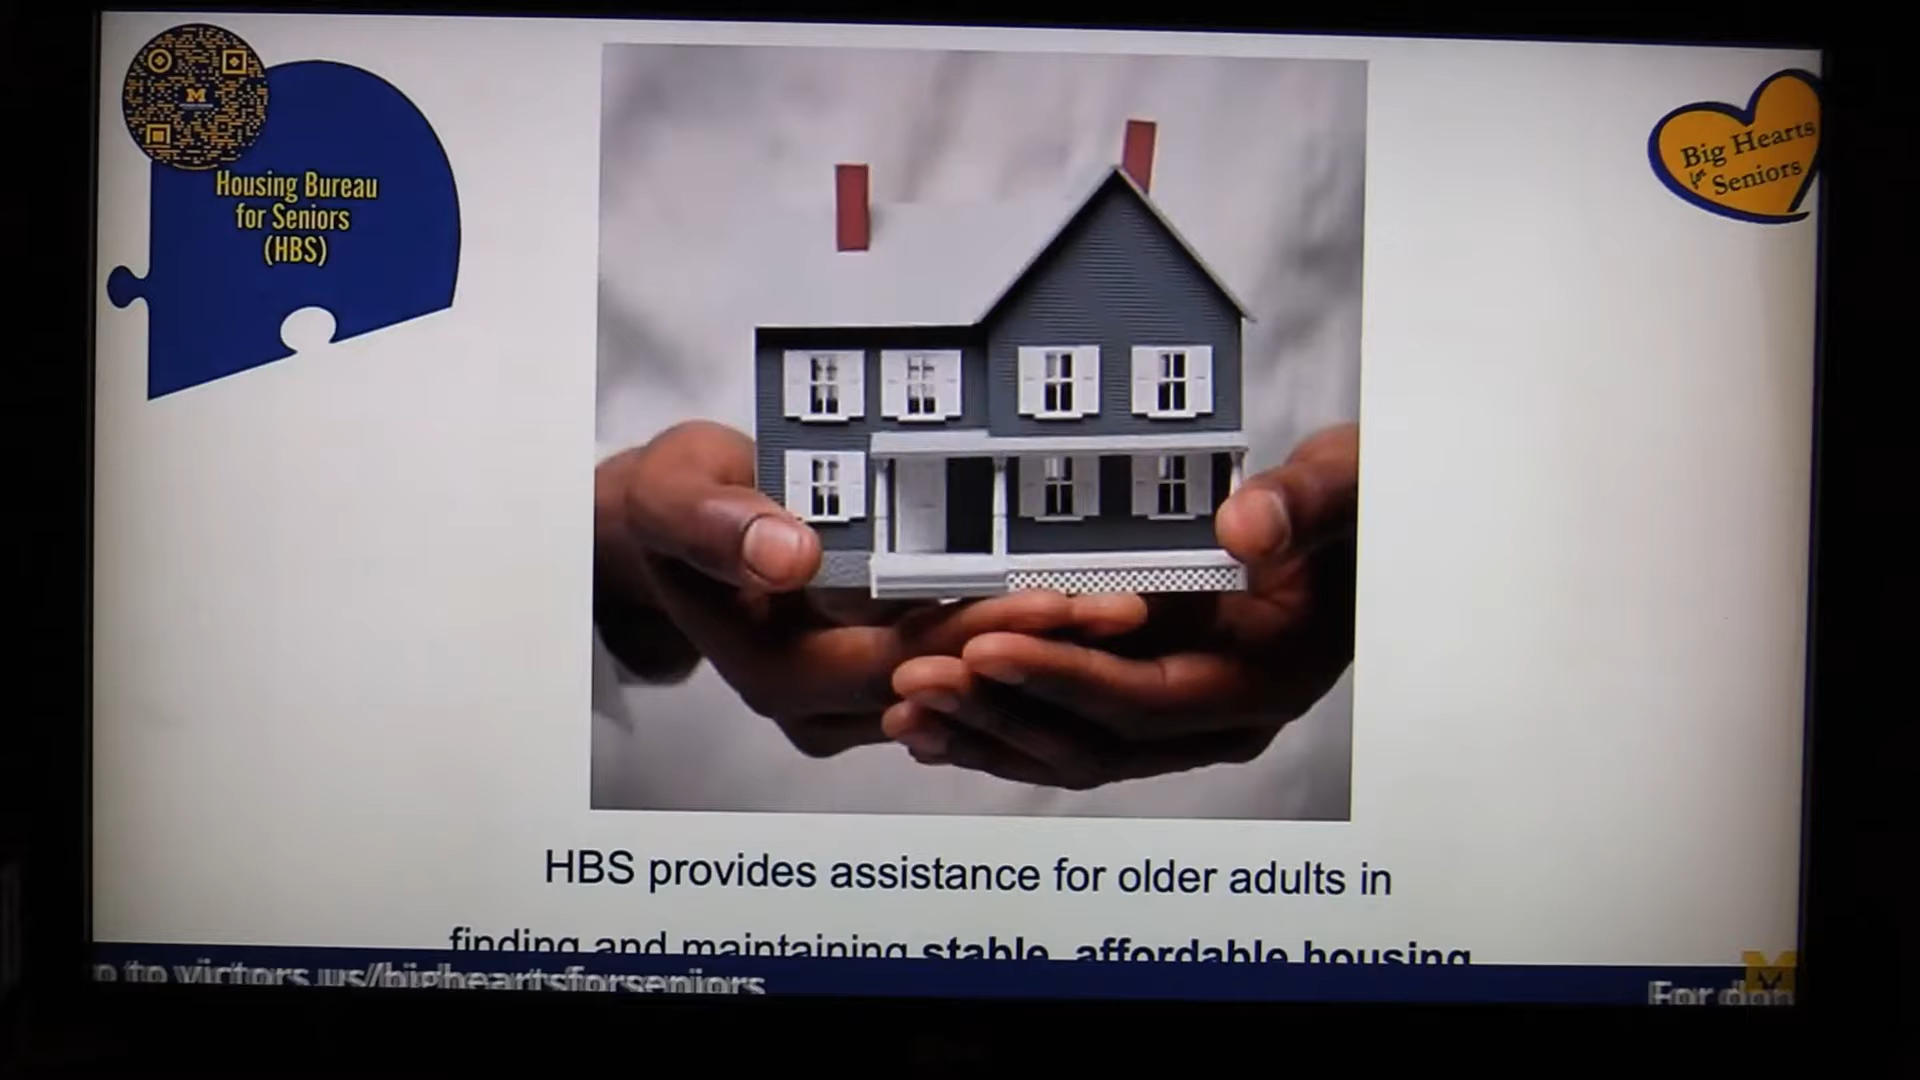 Housing Bureau
for Seniors
(HBS)
Big Hearts
for
Seniors
HBS provides assistance for older adults in
finding and maintaining stable, affordable housing
o to victors.us/bigheartsforseniors
For don
M
M